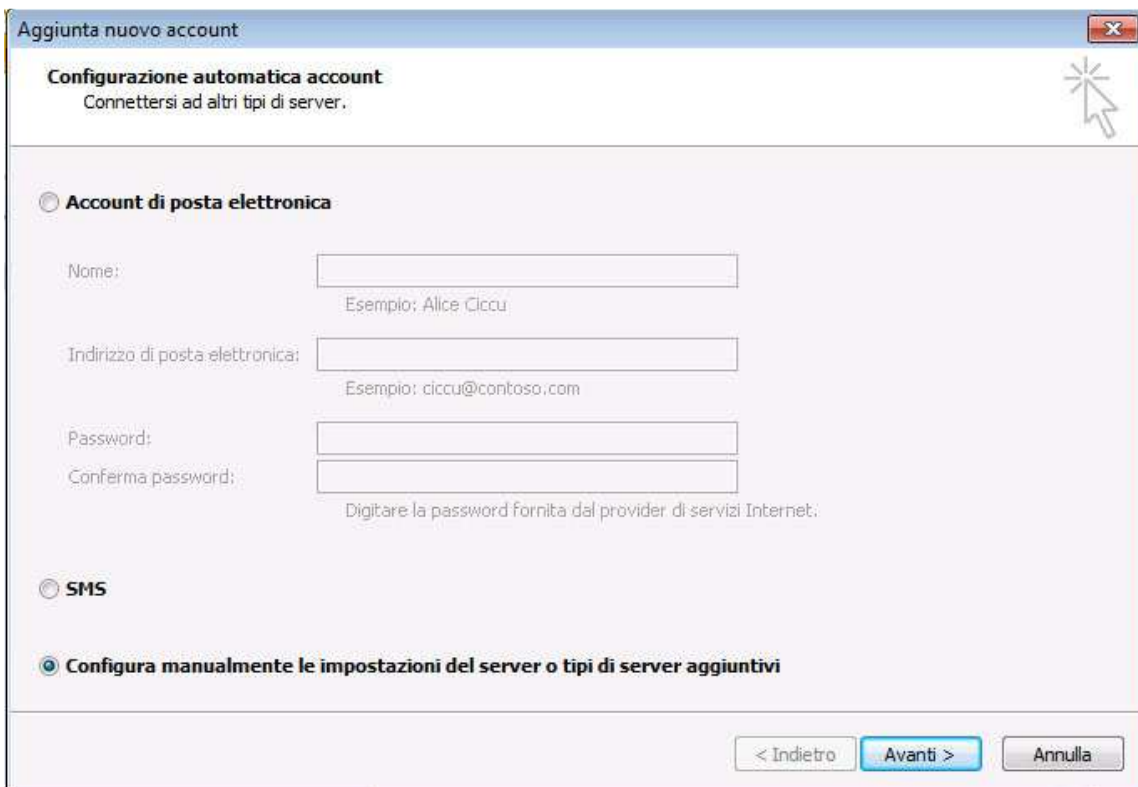 Aggiunta nuovo account
Configurazione automatica account
Connettersi ad altri tipi di server.
Account di posta elettronica
Nome:
Esempio: Alice Ciccu
Indirizzo di posta elettronica:
Esempio: ciccu@contoso.com
Password:
Conferma password:
Digitare la password fornita dal provider di servizi Internet.
SMS
Configura manualmente le impostazioni del server o tipi di server aggiuntivi
< Indietro Avanti > Annulla